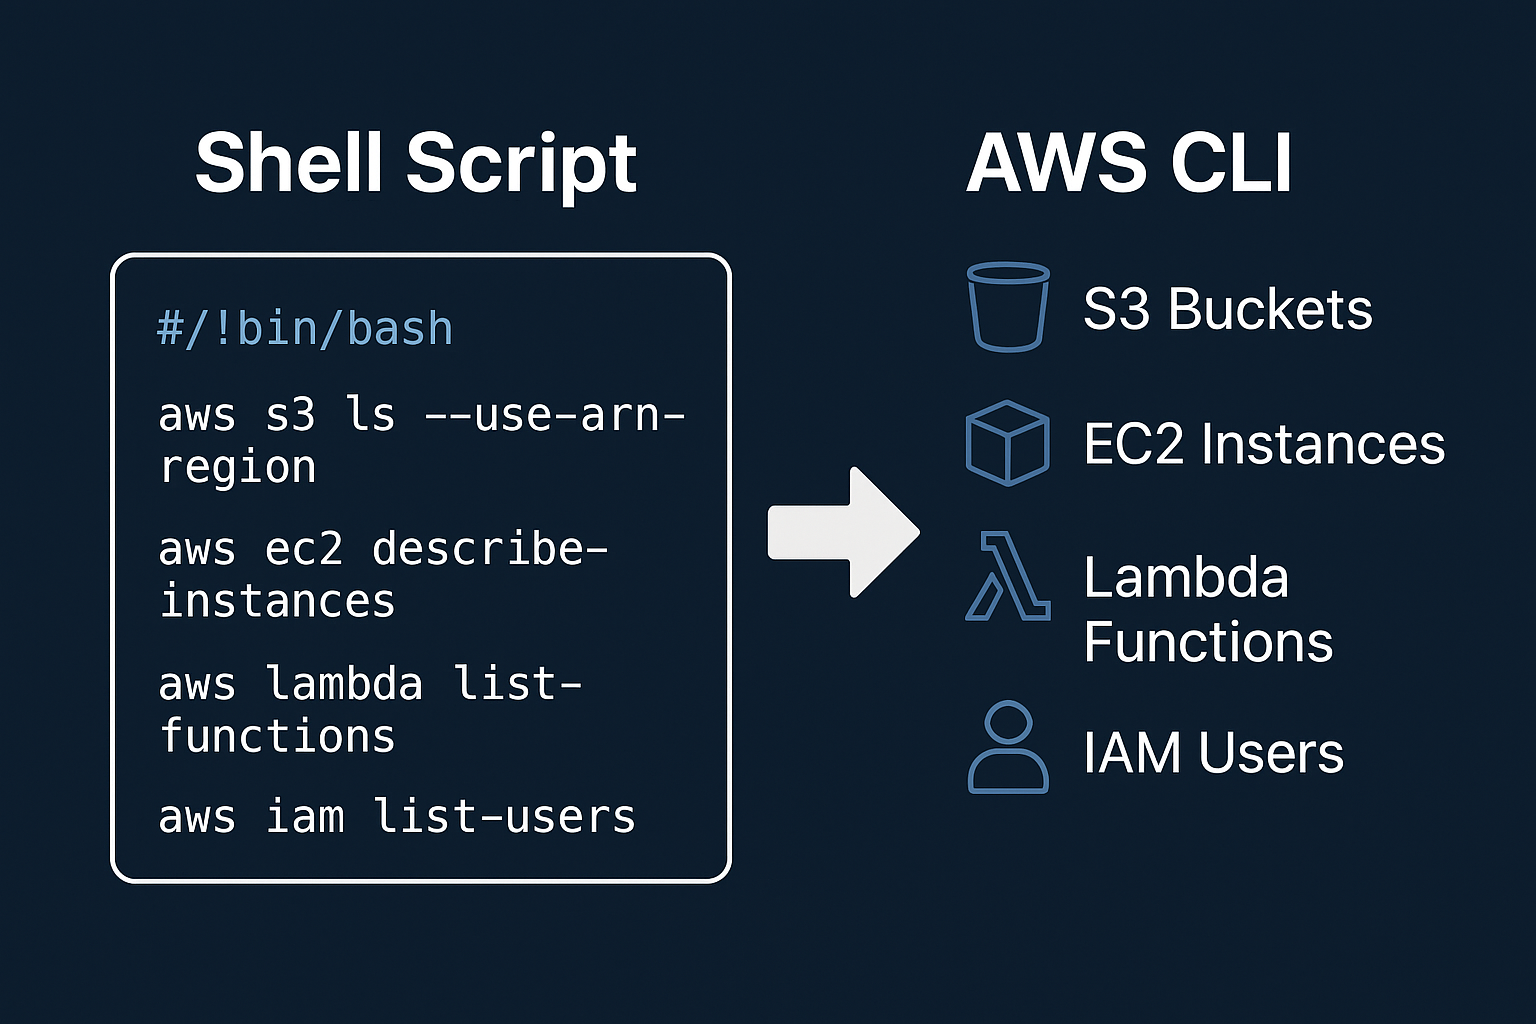 Shell Script
#/!bin/bash
aws s3 ls --use-arn-
region
aws ec2 describe-
instances
aws lambda list-
functions
aws iam list-users
AWS CLI
S3 Buckets
EC2 Instances
Lambda
Functions
IAM Users